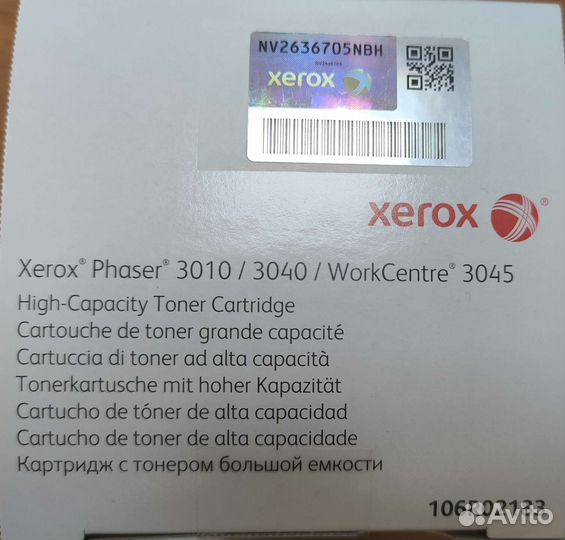 NV2636705NBH
xerox
xerox
Xerox® Phaser® 3010 / 3040 / WorkCentre® 3045
High-Capacity Toner Cartridge
Cartouche de toner grande capacité
Cartuccia di toner ad alta capacità
Tonerkartusche mit hoher Kapazität
Cartucho de tóner de alta capacidad
Cartucho de toner de alta capacidade
Картридж с тонером большой емкости
Avito